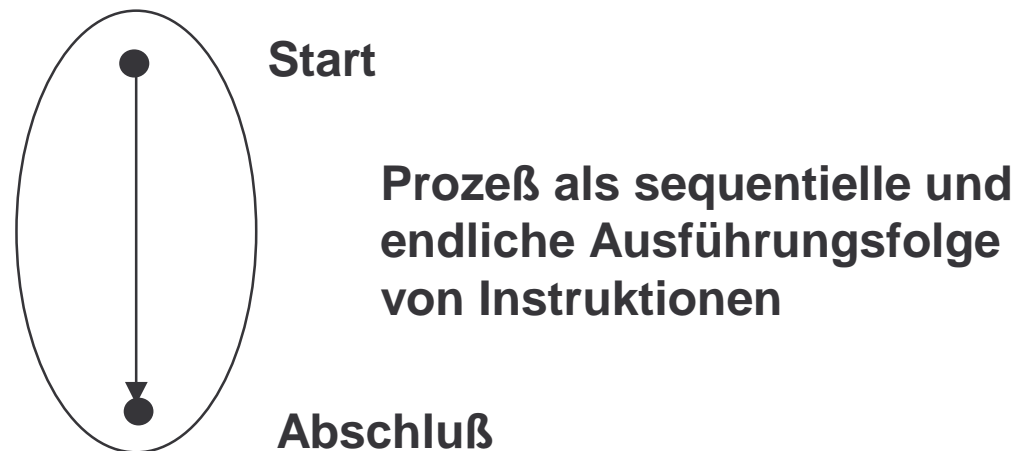 Start
Prozeß als sequentielle und
endliche Ausführungsfolge
von Instruktionen
Abschluß